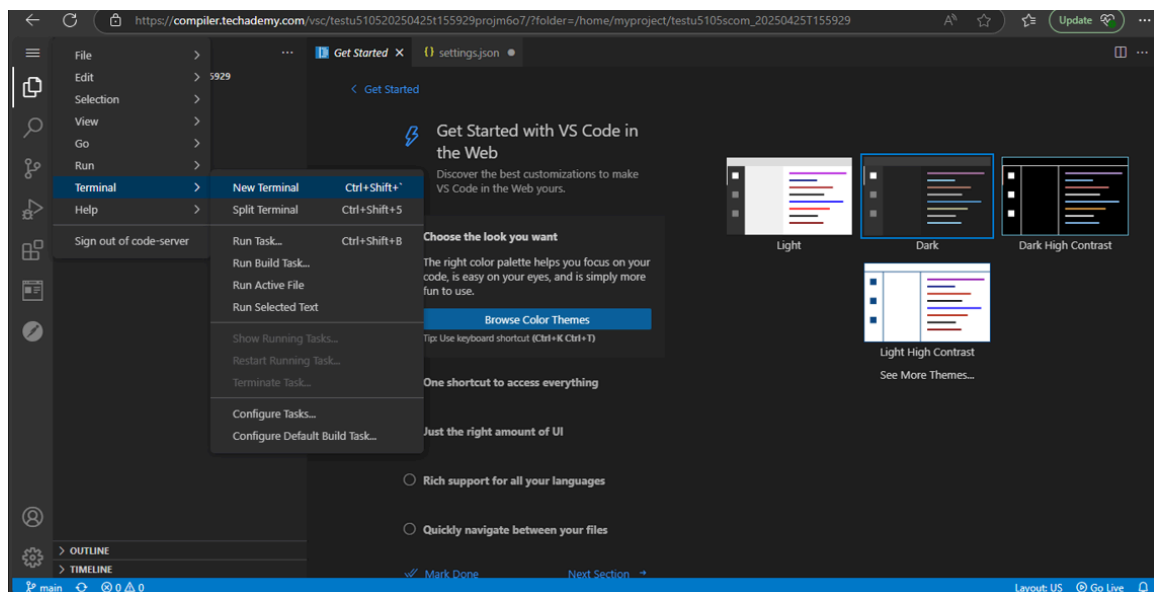 https://compiler.techademy.com/vsc/testu510520250425t155929projm6o7/?folder=/home/myproject/testu5105scom_20250425T155929
Update
File
Edit
5929
Selection
View
Go
Run
Terminal
Help
Sign out of code-server
New Terminal Ctrl+Shift+`
Split Terminal Ctrl+Shift+5
Run Task... Ctrl+Shift+B
Run Build Task...
Run Active File
Run Selected Text
Show Running Tasks...
Restart Running Task...
Terminate Task...
Configure Tasks...
Configure Default Build Task...
Get Started
{} settings.json
< Get Started
Get Started with VS Code in
the Web
Discover the best customizations to make
VS Code in the Web yours.
Choose the look you want
The right color palette helps you focus on your
code, is easy on your eyes, and is simply more
fun to use.
Browse Color Themes
Tip: Use keyboard shortcut (Ctrl+K Ctrl+T)
One shortcut to access everything
Just the right amount of UI
Rich support for all your languages
Quickly navigate between your files
Mark Done Next Section →
Light
Dark
Dark High Contrast
Light High Contrast
See More Themes...
OUTLINE
TIMELINE
main 0 0
Layout: US Go Live